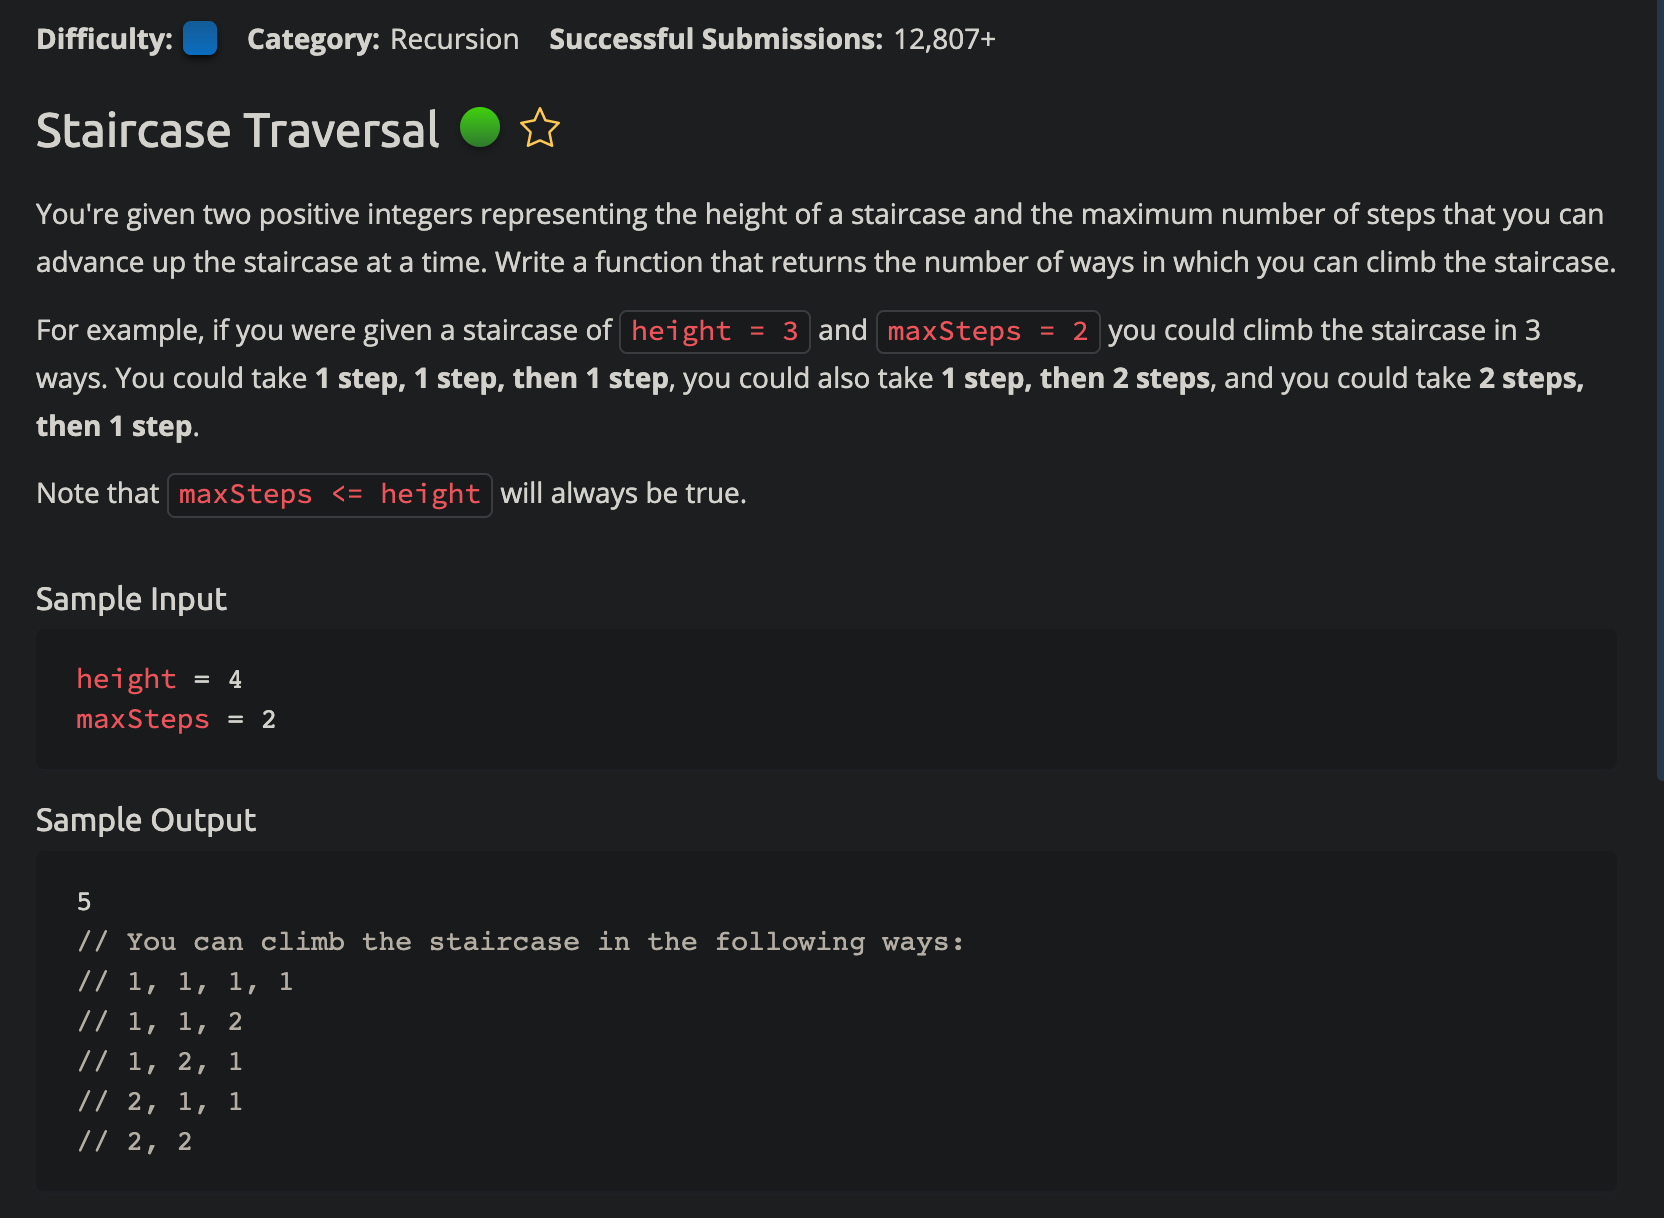 Difficulty: Category: Recursion Successful Submissions: 12,807+
Staircase Traversal
You're given two positive integers representing the height of a staircase and the maximum number of steps that you can
advance up the staircase at a time. Write a function that returns the number of ways in which you can climb the staircase.
For example, if you were given a staircase of height = 3 and maxSteps = 2 you could climb the staircase in 3
ways. You could take 1 step, 1 step, then 1 step, you could also take 1 step, then 2 steps, and you could take 2 steps,
then 1 step.
Note that maxSteps <= height will always be true.
Sample Input
height = 4
maxSteps = 2
Sample Output
5
// You can climb the staircase in the following ways:
// 1, 1, 1, 1
// 1, 1, 2
// 1, 2, 1
// 2, 1, 1
// 2, 2